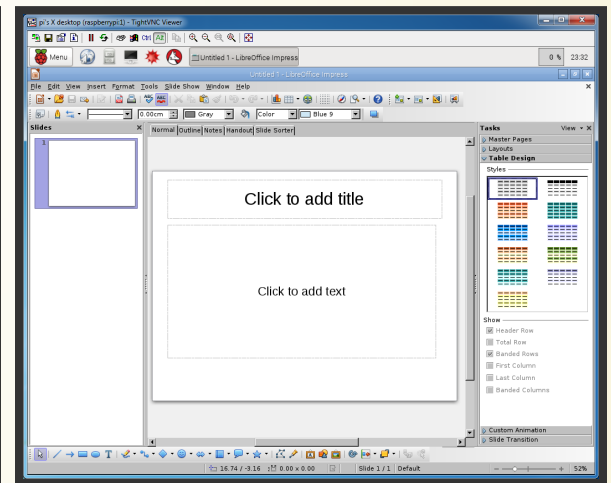 pi's X desktop (raspberrypi:1) - TightVNC Viewer
Ctrl Alt
Menu
Untitled 1 - LibreOffice Impress
0 % 23:32
Untitled 1 - LibreOffice Impress
File Edit View Insert Format Tools Slide Show Window Help
0.00cm Gray Color Blue 9
Slides
Normal Outline Notes Handout Slide Sorter
Tasks View
Master Pages
Layouts
Table Design
Styles
1
Click to add title
Click to add text
Show
Header Row
Total Row
Banded Rows
First Column
Last Column
Banded Columns
Custom Animation
Slide Transition
T
16.74 / -3.16 0.00 x 0.00 Slide 1 / 1 Default 52%